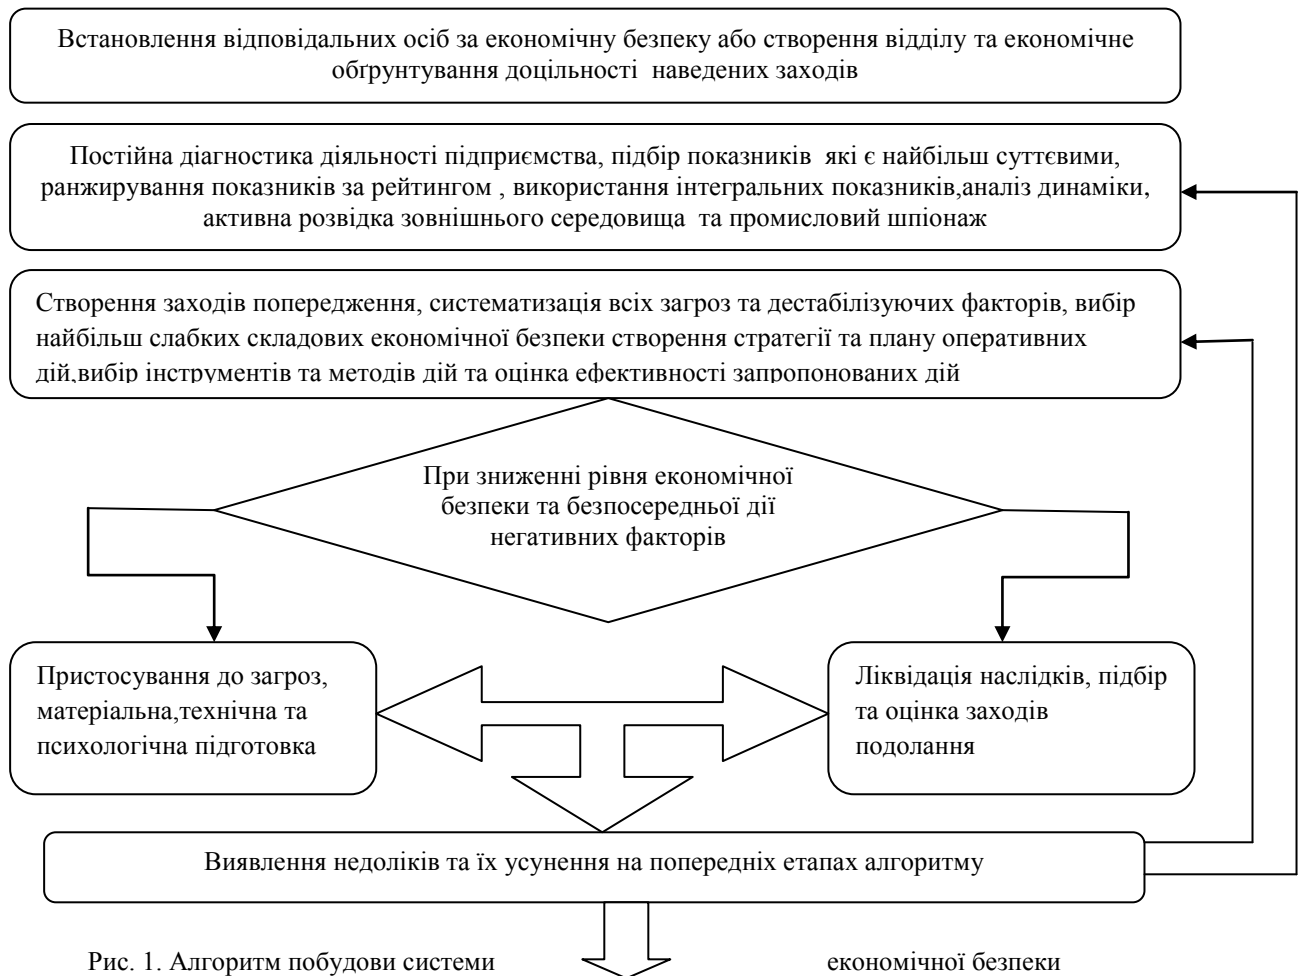 Встановлення відповідальних осіб за економічну безпеку або створення відділу та економічне
обґрунтування доцільності наведених заходів
Постійна діагностика діяльності підприємства, підбір показників які є найбільш суттєвими,
ранжирування показників за рейтингом , використання інтегральних показників,аналіз динаміки,
активна розвідка зовнішнього середовища та промисловий шпіонаж
Створення заходів попередження, систематизація всіх загроз та дестабілізуючих факторів, вибір
найбільш слабких складових економічної безпеки створення стратегії та плану оперативних
дій,вибір інструментів та методів дій та оцінка ефективності запропонованих дій
При зниженні рівня економічної
безпеки та безпосередньої дії
негативних факторів
Пристосування до загроз,
матеріальна,технічна та
психологічна підготовка
Ліквідація наслідків, підбір
та оцінка заходів
подолання
Виявлення недоліків та їх усунення на попередніх етапах алгоритму
Рис. 1. Алгоритм побудови системи економічної безпеки